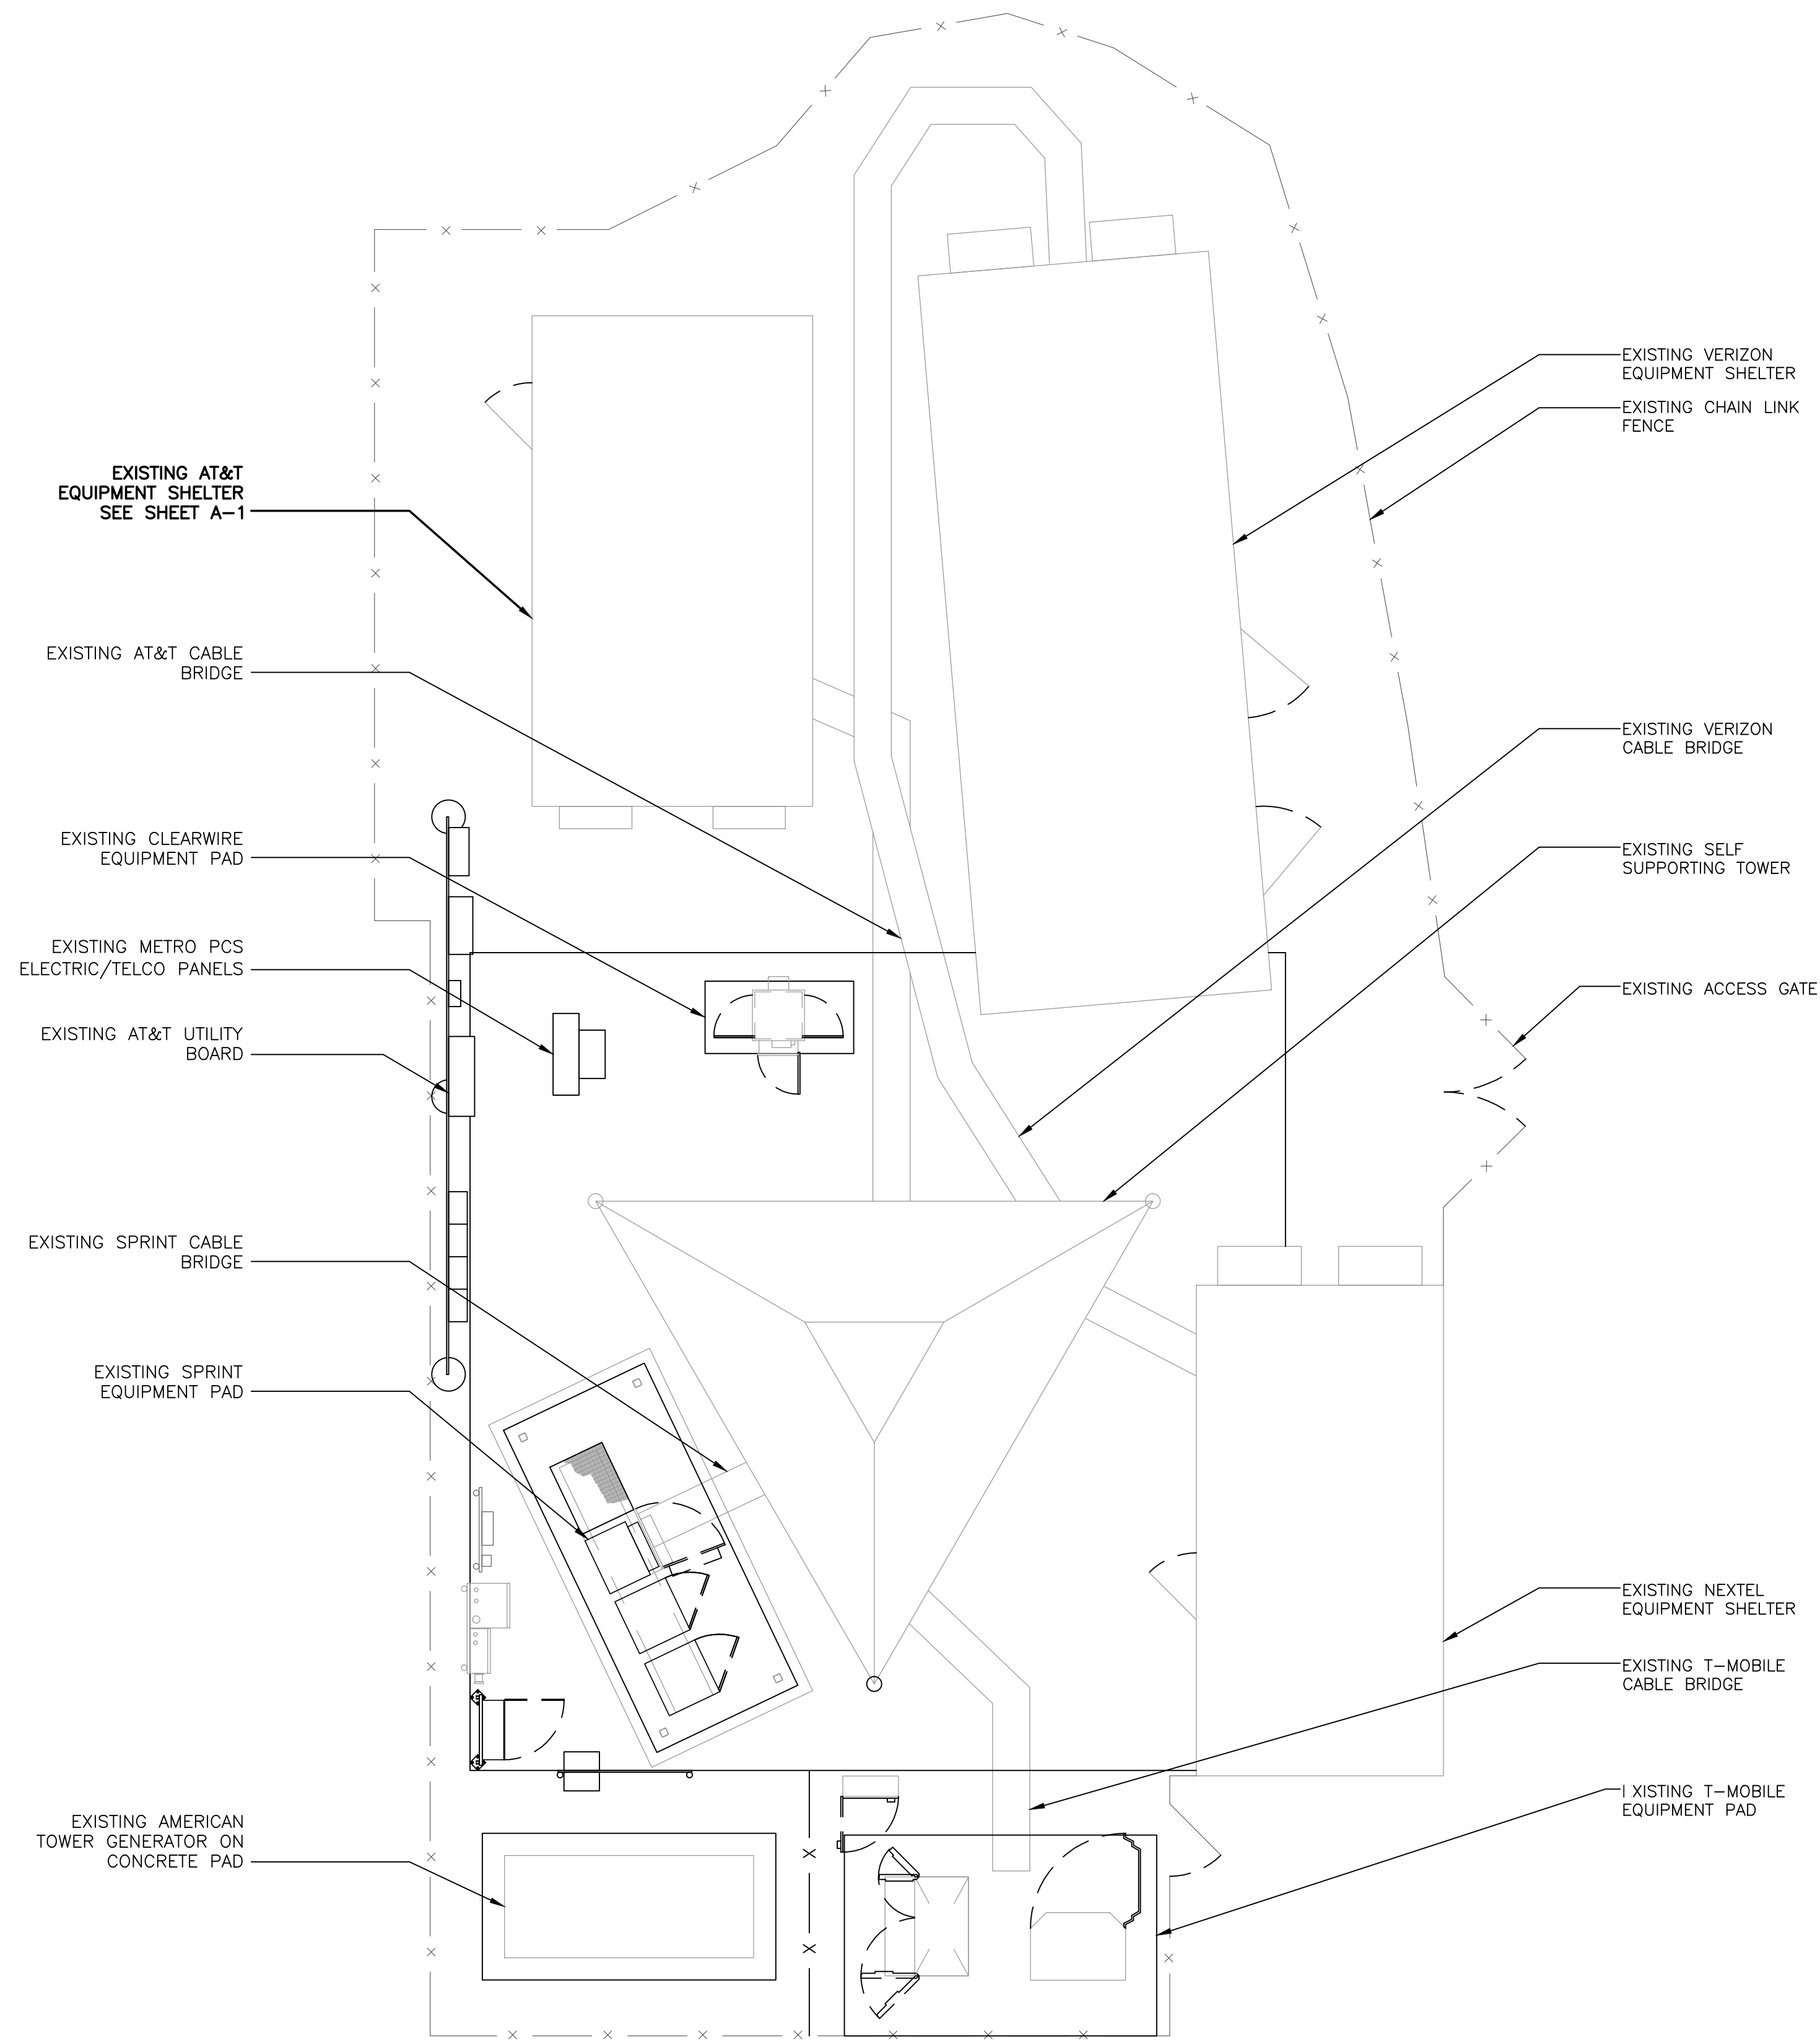 EXISTING AT&T
EQUIPMENT SHELTER
SEE SHEET A-1
EXISTING AT&T CABLE
BRIDGE
EXISTING CLEARWIRE
EQUIPMENT PAD
EXISTING METRO PCS
ELECTRIC/TELCO PANELS
EXISTING AT&T UTILITY
BOARD
EXISTING SPRINT CABLE
BRIDGE
EXISTING SPRINT
EQUIPMENT PAD
EXISTING AMERICAN
TOWER GENERATOR ON
CONCRETE PAD
EXISTING VERIZON
EQUIPMENT SHELTER
EXISTING CHAIN LINK
FENCE
EXISTING VERIZON
CABLE BRIDGE
EXISTING SELF
SUPPORTING TOWER
EXISTING ACCESS GATE
EXISTING NEXTEL
EQUIPMENT SHELTER
EXISTING T-MOBILE
CABLE BRIDGE
I XISTING T-MOBILE
EQUIPMENT PAD